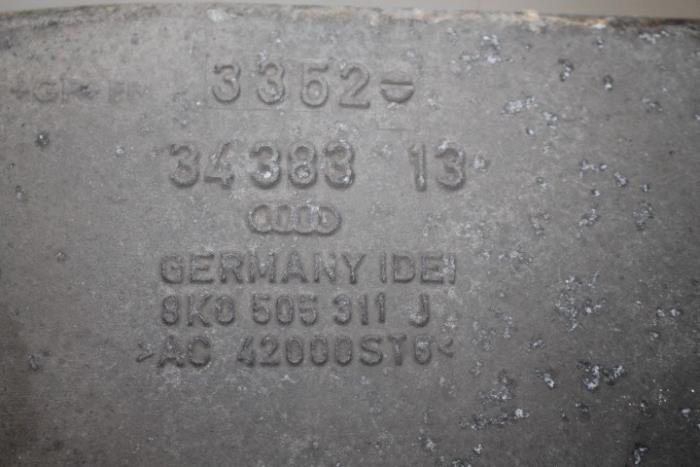 3352
34383 13
GERMANY IDEI
8K0 505 311 J
>AC 42000ST6<